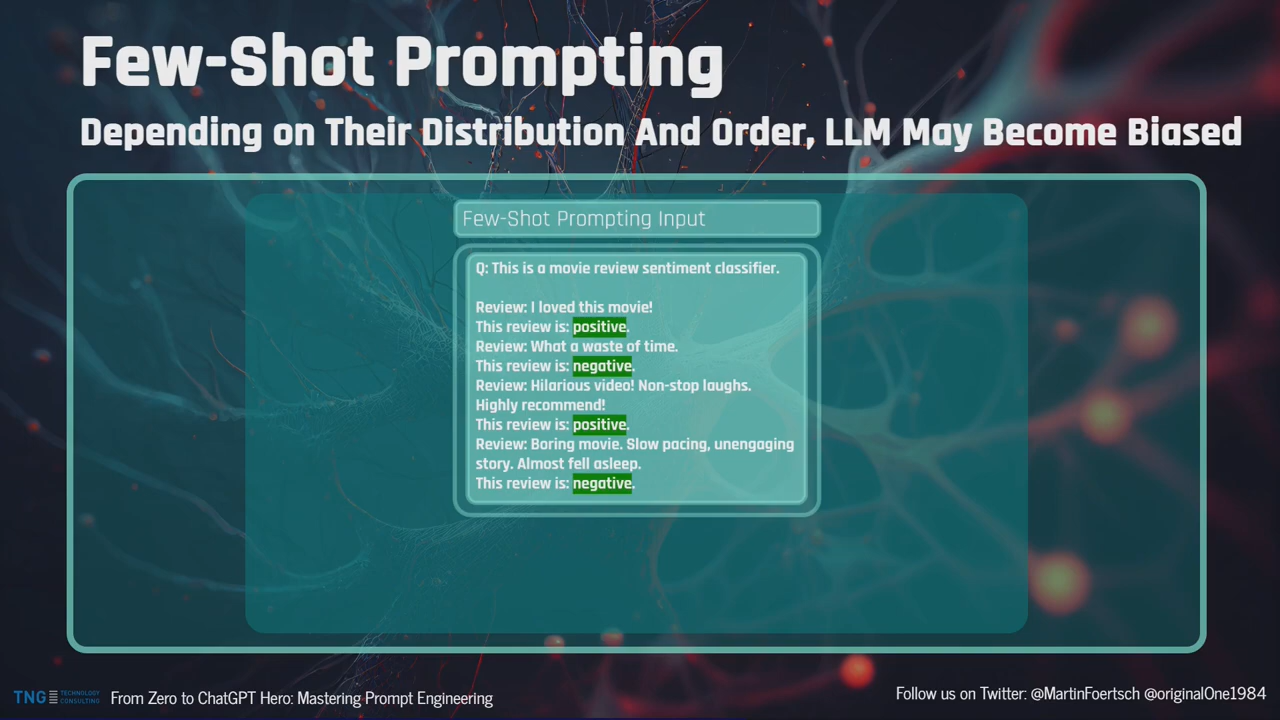 Few-Shot Prompting
Depending on Their Distribution And Order, LLM May Become Biased
Few-Shot Prompting Input
Q: This is a movie review sentiment classifier.
Review: I loved this movie!
This review is: positive.
Review: What a waste of time.
This review is: negative.
Review: Hilarious video! Non-stop laughs.
Highly recommend!
This review is: positive.
Review: Boring movie. Slow pacing, unengaging
story. Almost fell asleep.
This review is: negative.
TNG TECHNOLOGY
CONSULTING
From Zero to ChatGPT Hero: Mastering Prompt Engineering
Follow us on Twitter: @MartinFoertsch @originalOne1984